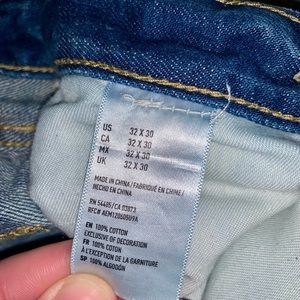 US 32 X 30
CA 32 X 30
MX 32 X 30
UK 32 X 30
MADE IN CHINA/FABRIQUÉ EN CHINE/
HECHO EN CHINA
RN 54485/CA 03873
RFC# AEM1206059UA
EN 100% COTTON
EXCLUSIVE OF DECORATION
FR 100% COTON
À L'EXCEPTION DE LA GARNITURE
SP 100% ALGODÓN